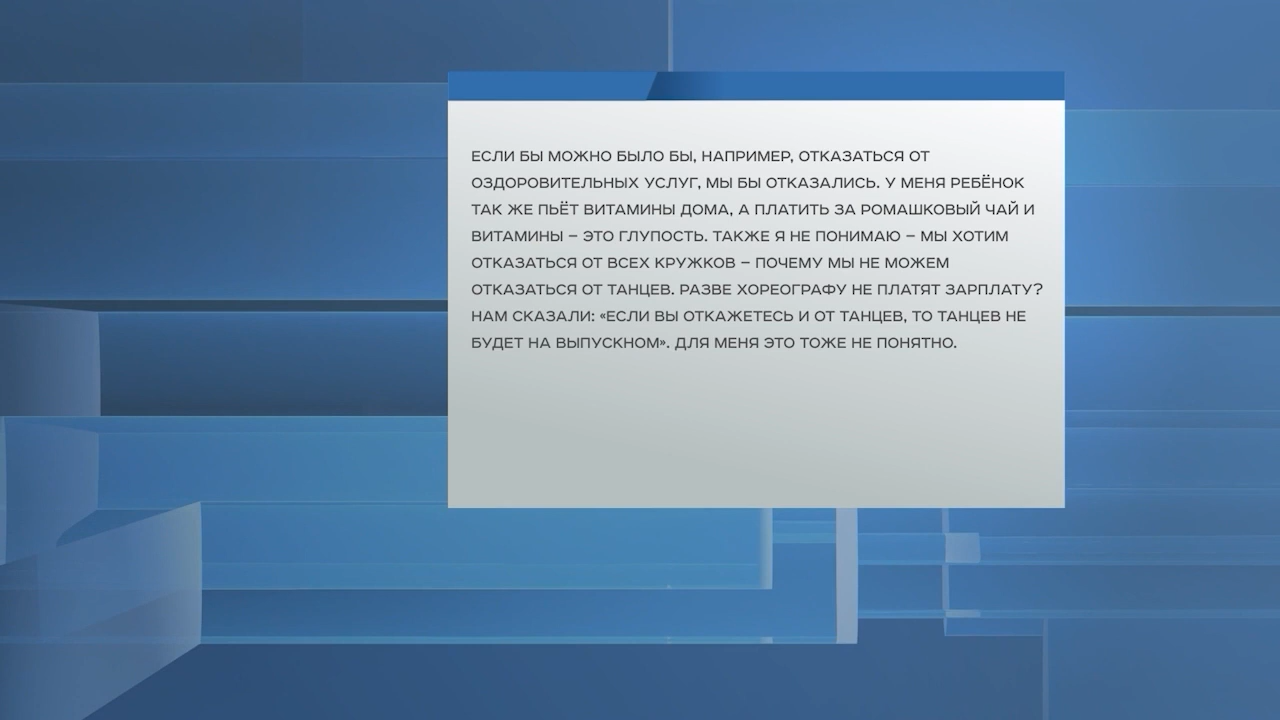 ЕСЛИ БЫ МОЖНО БЫЛО БЫ, НАПРИМЕР, ОТКАЗАТЬСЯ ОТ
ОЗДОРОВИТЕЛЬНЫХ УСЛУГ, МЫ БЫ ОТКАЗАЛИСЬ. У МЕНЯ РЕБЁНОК
ТАК ЖЕ ПЬЁТ ВИТАМИНЫ ДОМА, А ПЛАТИТЬ ЗА РОМАШКОВЫЙ ЧАЙ И
ВИТАМИНЫ – ЭТО ГЛУПОСТЬ. ТАКЖЕ Я НЕ ПОНИМАЮ – МЫ ХОТИМ
ОТКАЗАТЬСЯ ОТ ВСЕХ КРУЖКОВ – ПОЧЕМУ МЫ НЕ МОЖЕМ
ОТКАЗАТЬСЯ ОТ ТАНЦЕВ. РАЗВЕ ХОРЕОГРАФУ НЕ ПЛАТЯТ ЗАРПЛАТУ?
НАМ СКАЗАЛИ: «ЕСЛИ ВЫ ОТКАЖЕТЕСЬ И ОТ ТАНЦЕВ, ТО ТАНЦЕВ НЕ
БУДЕТ НА ВЫПУСКНОМ». ДЛЯ МЕНЯ ЭТО ТОЖЕ НЕ ПОНЯТНО.